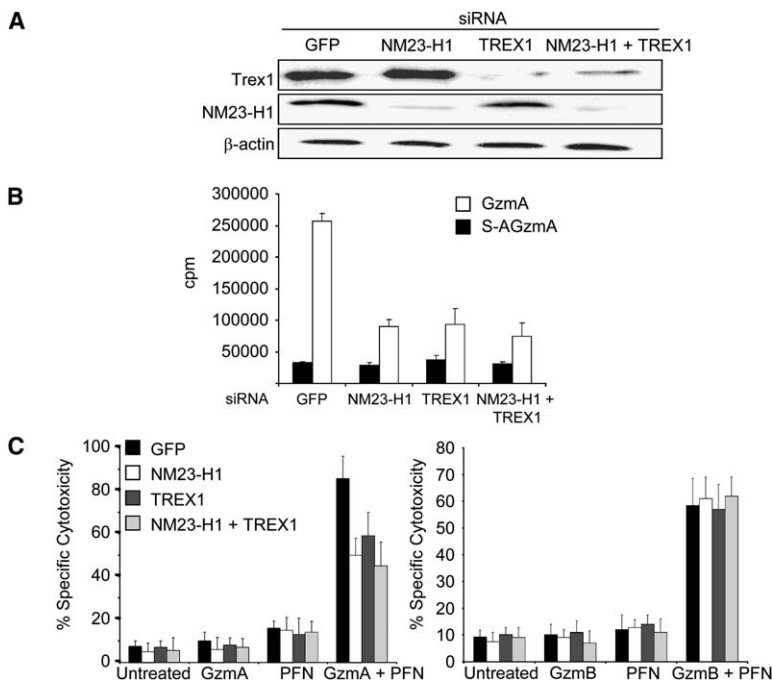 A
siRNA
GFP NM23-H1 TREX1 NM23-H1 + TREX1
Trex1
NM23-H1
β-actin
B
300000
250000
200000
150000
100000
50000
cpm
GzmA
S-AGzmA
siRNA GFP NM23-H1 TREX1 NM23-H1 +
TREX1
C
100
80
60
40
20
0
% Specific Cytotoxicity
GFP
NM23-H1
TREX1
NM23-H1 + TREX1
Untreated GzmA PFN GzmA + PFN
80
70
60
50
40
30
20
10
0
% Specific Cytotoxicity
Untreated GzmB PFN GzmB + PFN